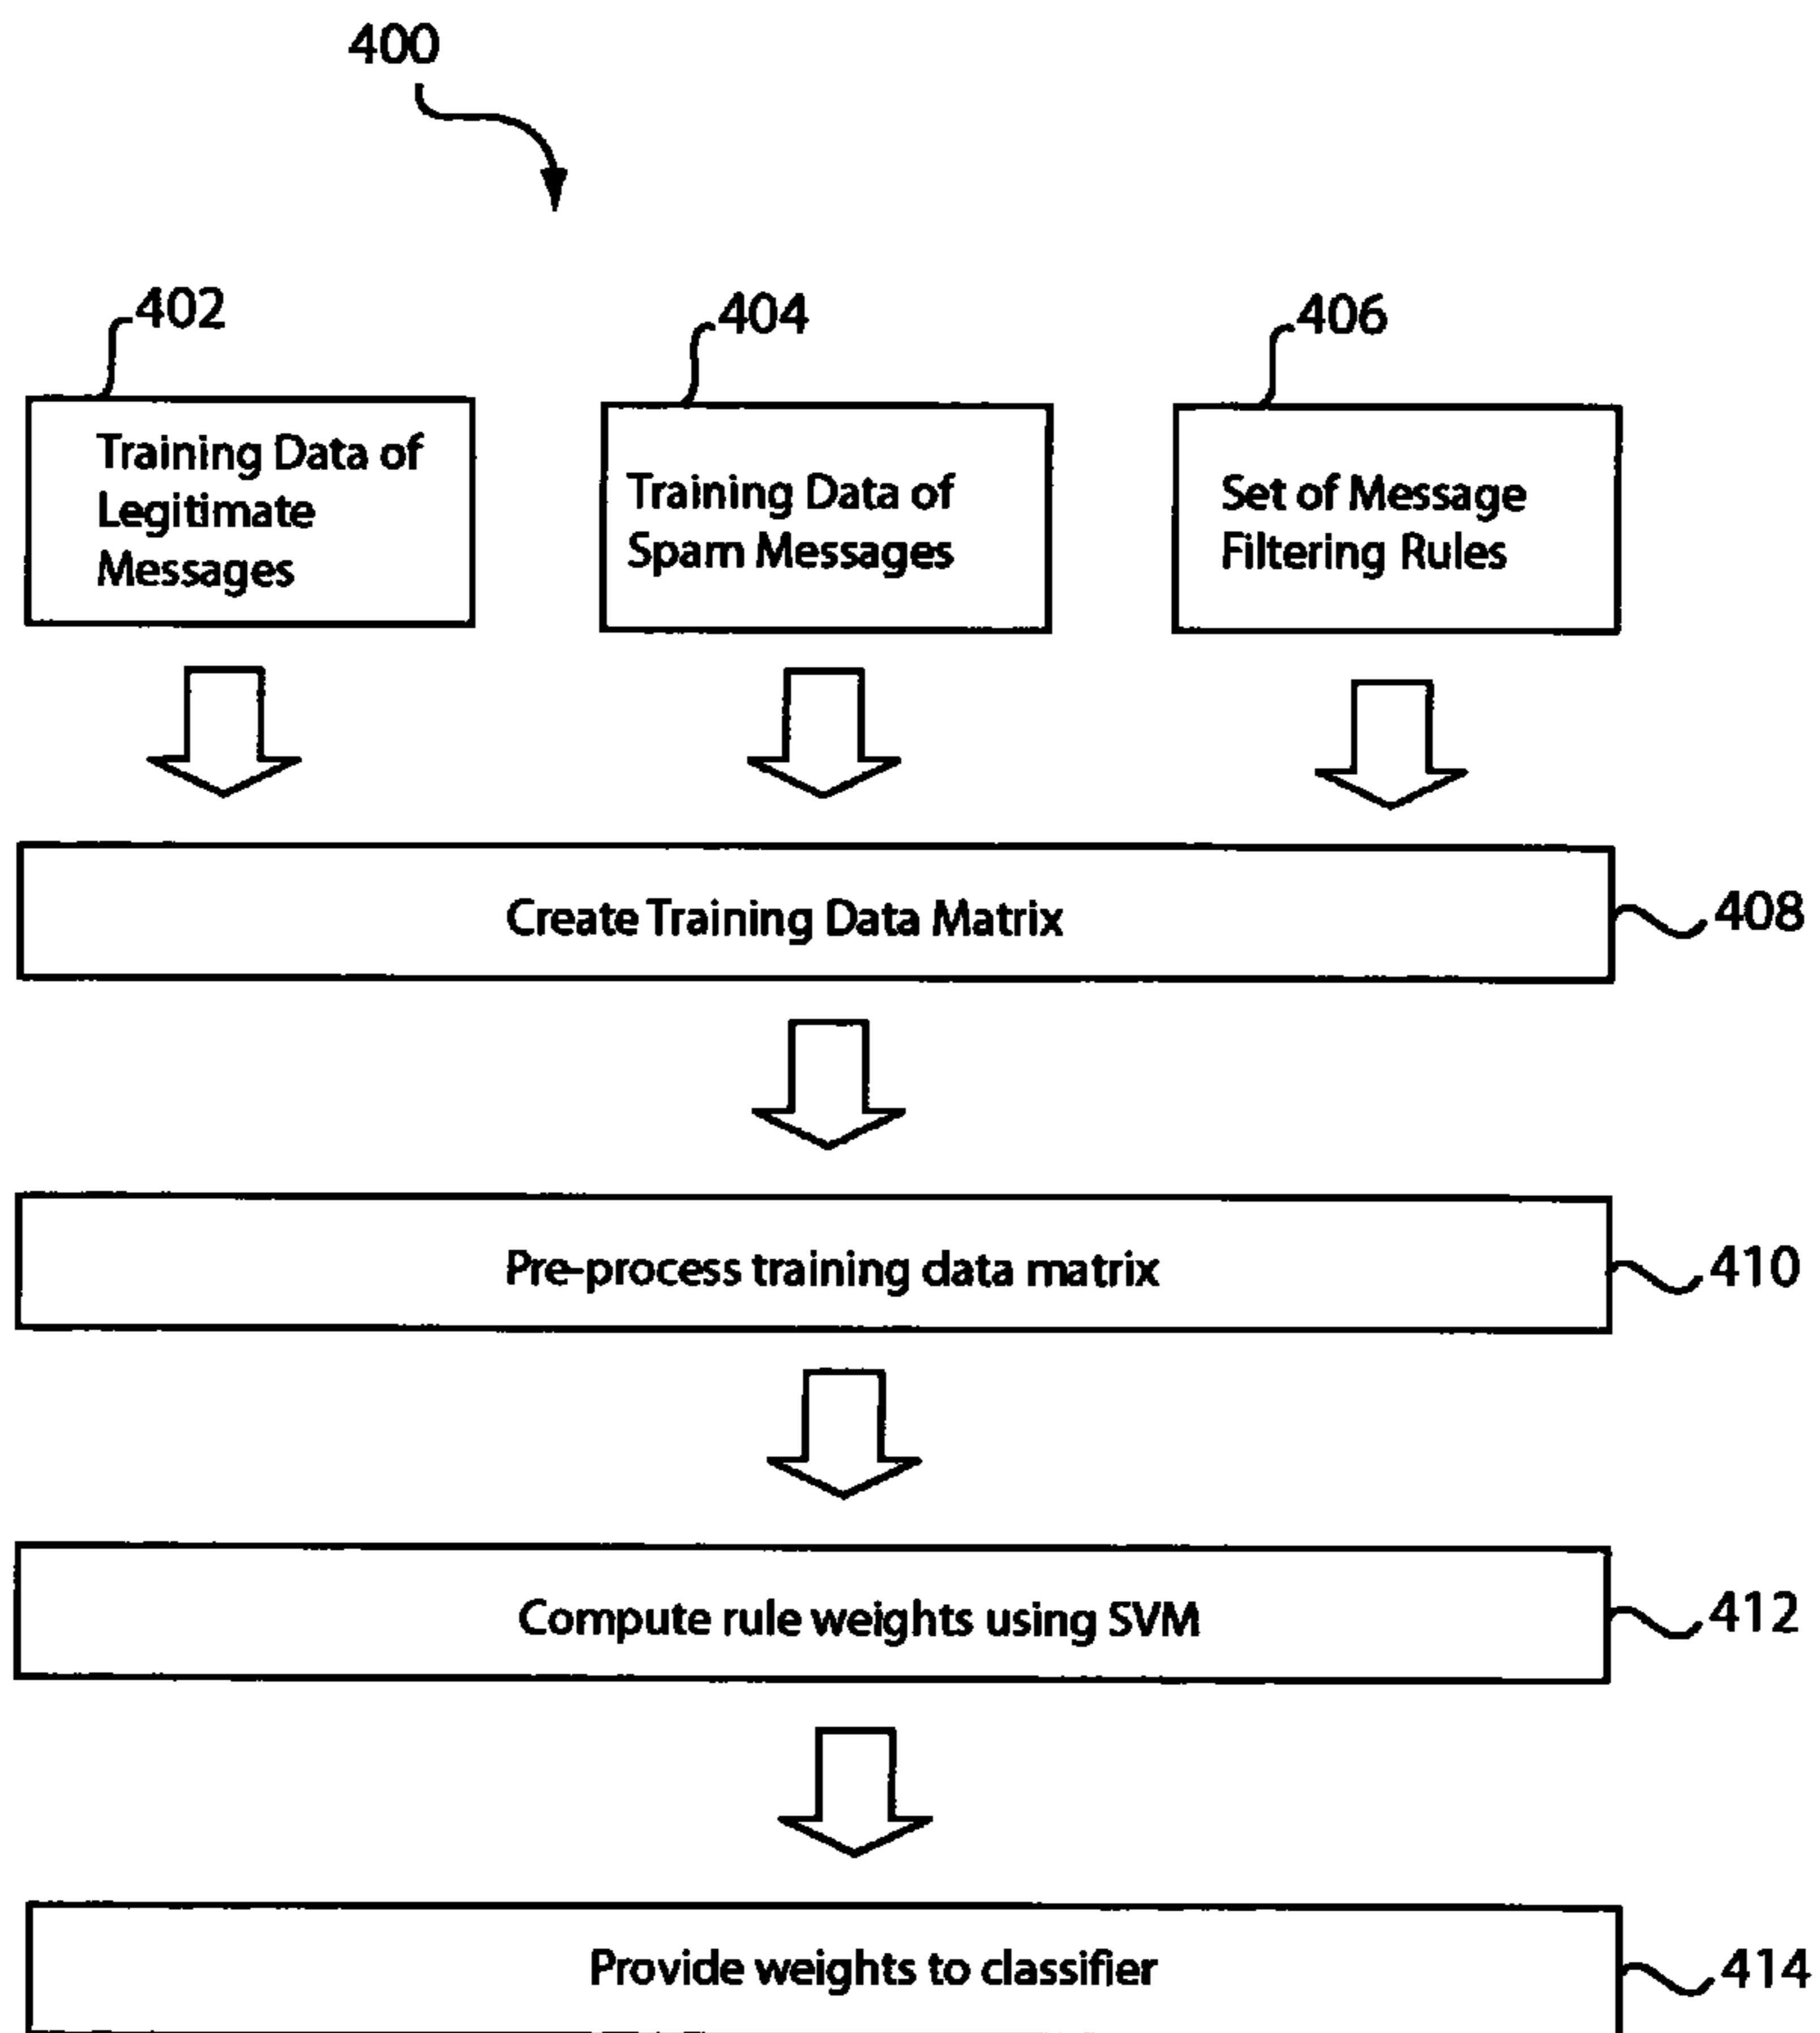 400
402
404
406
Training Data of
Legitimate
Messages
Training Data of
Spam Messages
Set of Message
Filtering Rules
Create Training Data Matrix
408
Pre-process training data matrix
410
Compute rule weights using SVM
412
Provide weights to classifier
414